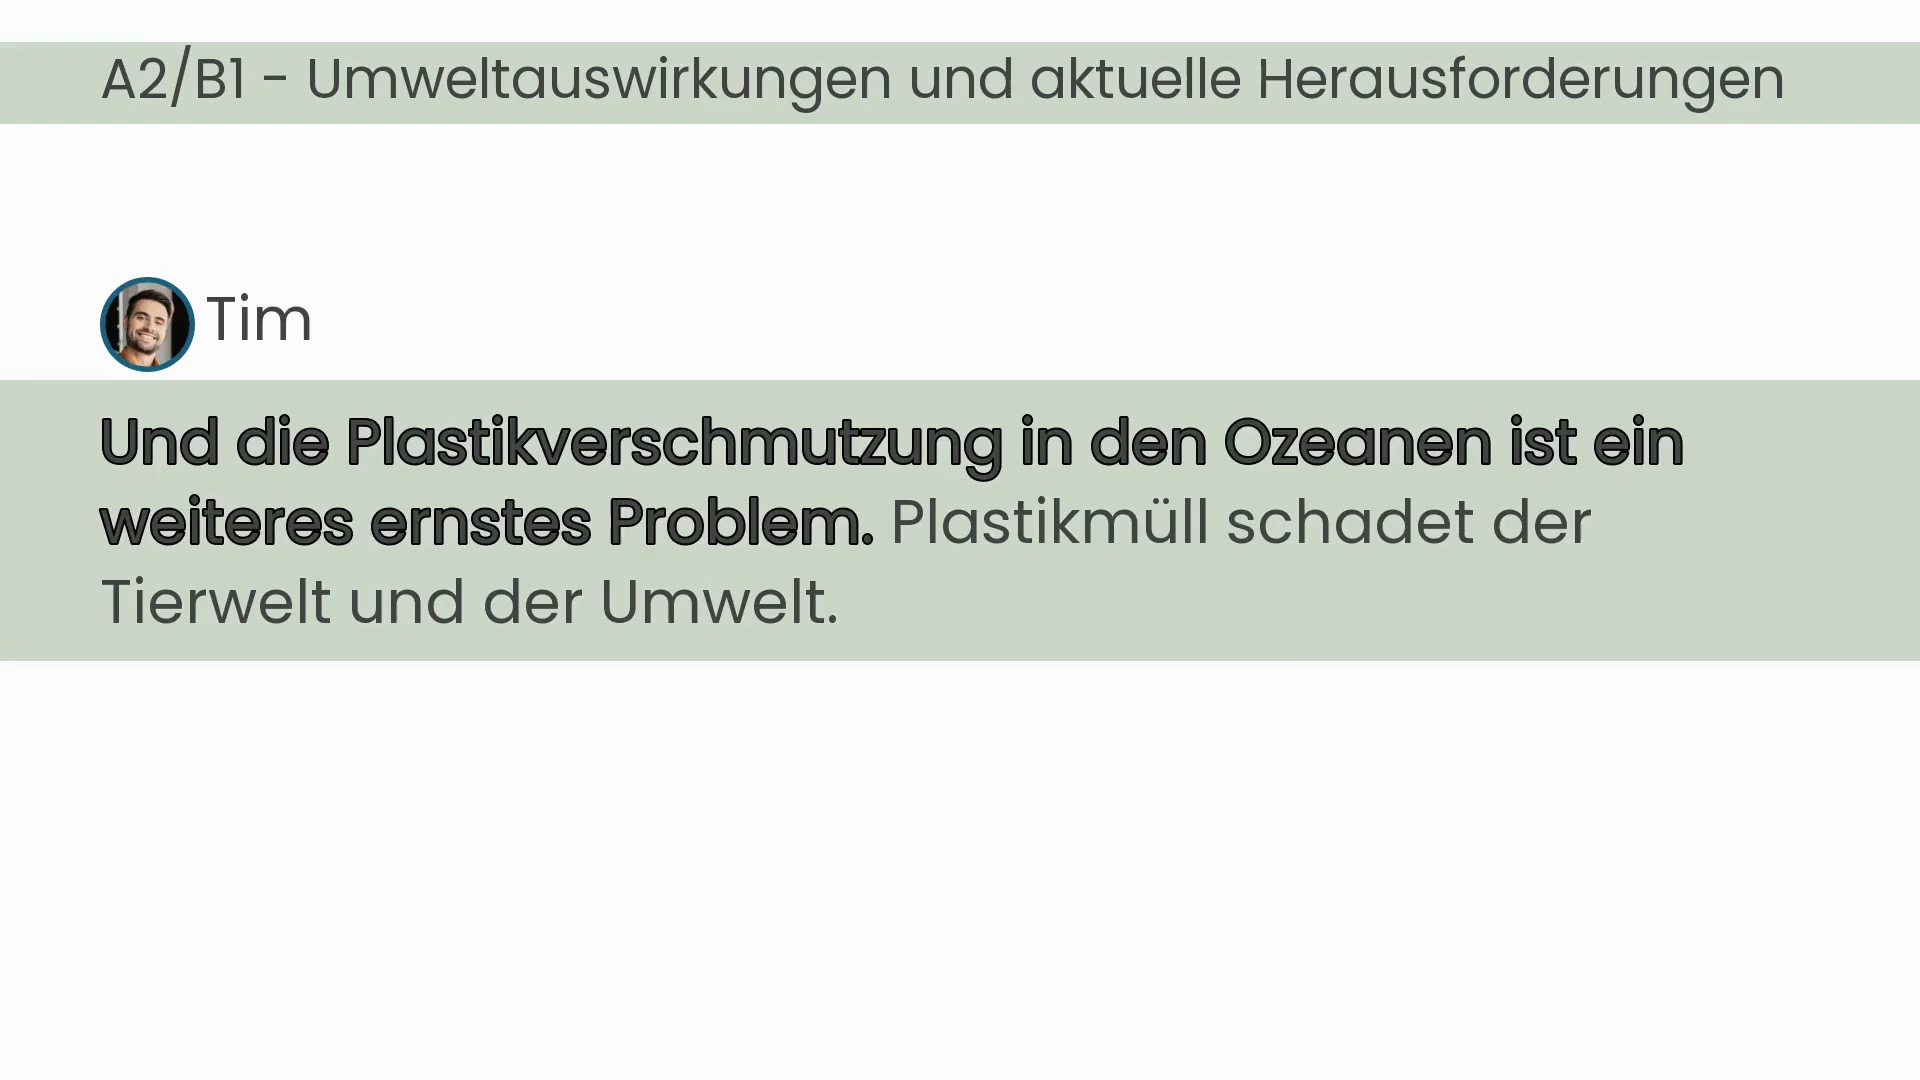 A2/B1 - Umweltauswirkungen und aktuelle Herausforderungen
Tim
Und die Plastikverschmutzung in den Ozeanen ist ein
weiteres ernstes Problem. Plastikmüll schadet der
Tierwelt und der Umwelt.